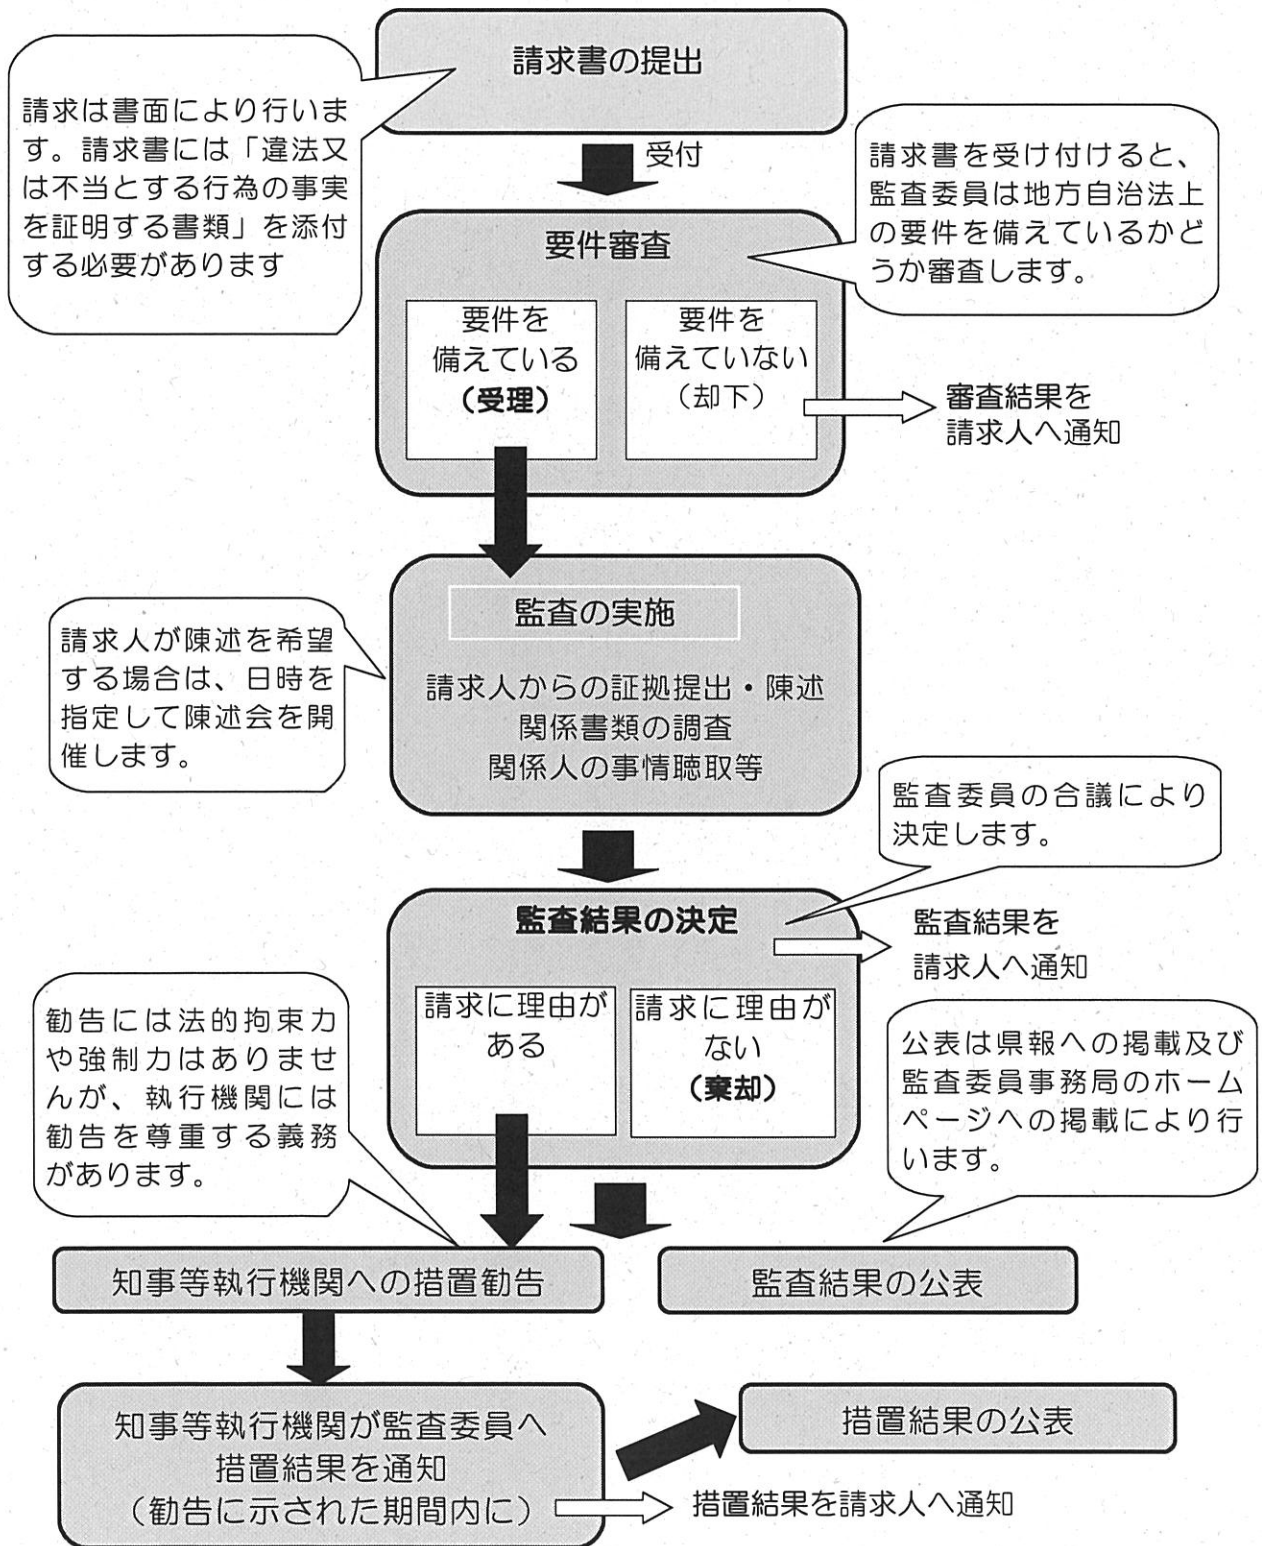 請求書の提出
請求は書面により行いま
す。請求書には「違法又
は不当とする行為の事実
を証明する書類」を添付
する必要があります
受付
請求書を受け付けると、
監査委員は地方自治法上
の要件を備えているかど
うか審査します。
要件審査
要件を
備えている
（受理）
要件を
備えていない
（却下）
審査結果を
請求人へ通知
監査の実施
請求人からの証拠提出・陳述
関係書類の調査
関係人の事情聴取等
請求人が陳述を希望
する場合は、日時を
指定して陳述会を開
催します。
監査委員の合議により
決定します。
監査結果の決定
監査結果を
請求人へ通知
請求に理由が
ある
請求に理由が
ない
（棄却）
勧告には法的拘束力
や強制力はありませ
んが、執行機関には
勧告を尊重する義務
があります。
公表は県報への掲載及び
監査委員事務局のホーム
ページへの掲載により行
います。
知事等執行機関への措置勧告
監査結果の公表
知事等執行機関が監査委員へ
措置結果を通知
（勧告に示された期間内に）
措置結果の公表
措置結果を請求人へ通知